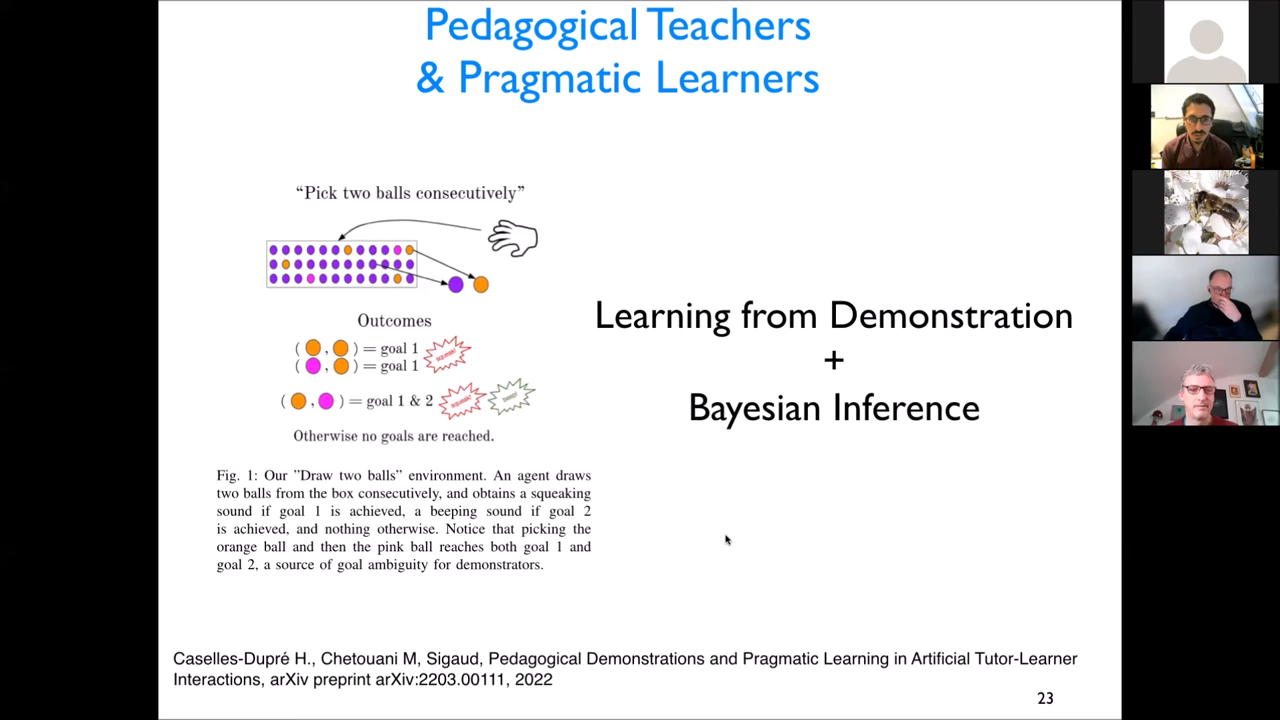 Pedagogical Teachers
& Pragmatic Learners
“Pick two balls consecutively”
Outcomes
( , ) = goal 1
( , ) = goal 1
( , ) = goal 1 & 2
Otherwise no goals are reached.
Fig. 1: Our ”Draw two balls” environment. An agent draws
two balls from the box consecutively, and obtains a squeaking
sound if goal 1 is achieved, a beeping sound if goal 2
is achieved, and nothing otherwise. Notice that picking the
orange ball and then the pink ball reaches both goal 1 and
goal 2, a source of goal ambiguity for demonstrators.
Learning from Demonstration
+
Bayesian Inference
Caselles-Dupré H., Chetouani M, Sigaud, Pedagogical Demonstrations and Pragmatic Learning in Artificial Tutor-Learner
Interactions, arXiv preprint arXiv:2203.00111, 2022
23